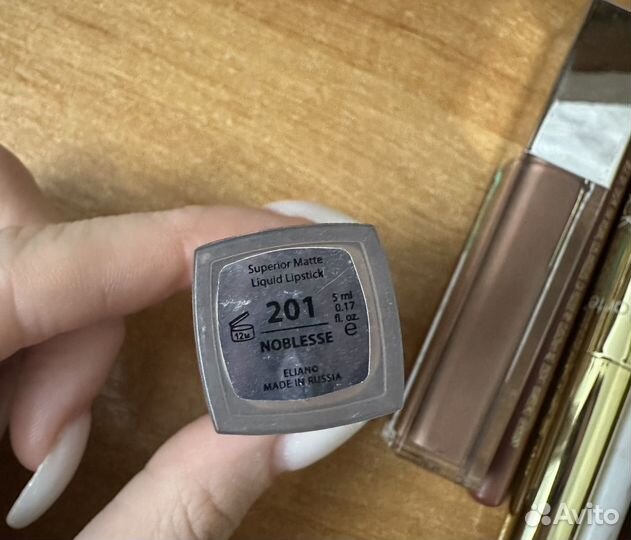 Superior Matte
Liquid Lipstick
201
5 ml
0.17
fl. oz.
e
12M
NOBLESSE
ELIANO
MADE IN RUSSIA
Avito